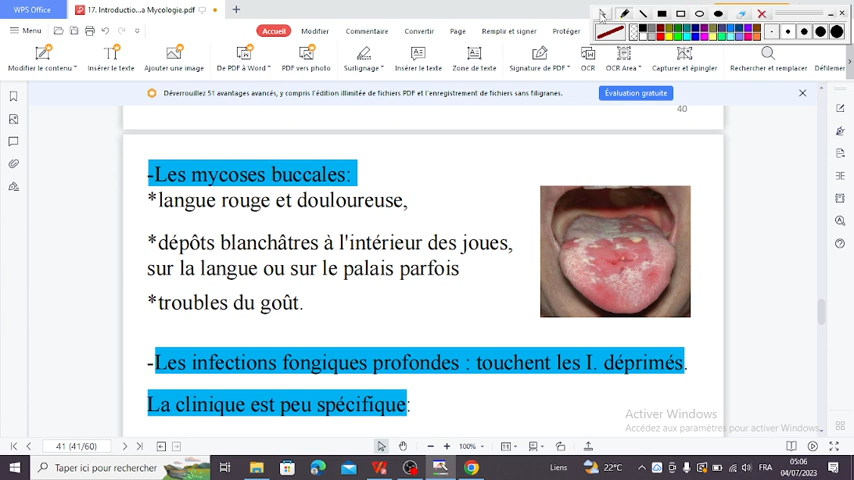 WPS Office
17. Introductio...a Mycologie.pdf
Menu
Accueil
Modifier
Commentaire
Convertir
Page
Remplir et signer
Protéger
Modifier le contenu
Insérer le texte
Ajouter une image
De PDF à Word
PDF vers photo
Surlignage
Insérer le texte
Zone de texte
Signature de PDF
OCR
OCR Area
Capturer et épingler
Rechercher et remplacer
Déverrouillez 51 avantages avancés, y compris l'édition illimitée de fichiers PDF et l'enregistrement de fichiers sans filigranes.
Évaluation gratuite
40
-Les mycoses buccales:
*langue rouge et douloureuse,
*dépôts blanchâtres à l'intérieur des joues,
sur la langue ou sur le palais parfois
*troubles du goût.
-Les infections fongiques profondes : touchent les I. déprimés.
La clinique est peu spécifique:
Activer Windows
Accédez aux paramètres pour activer Windows
41 (41/60)
100%
Taper ici pour rechercher
Liens
22°C
FRA
05:06
04/07/2023